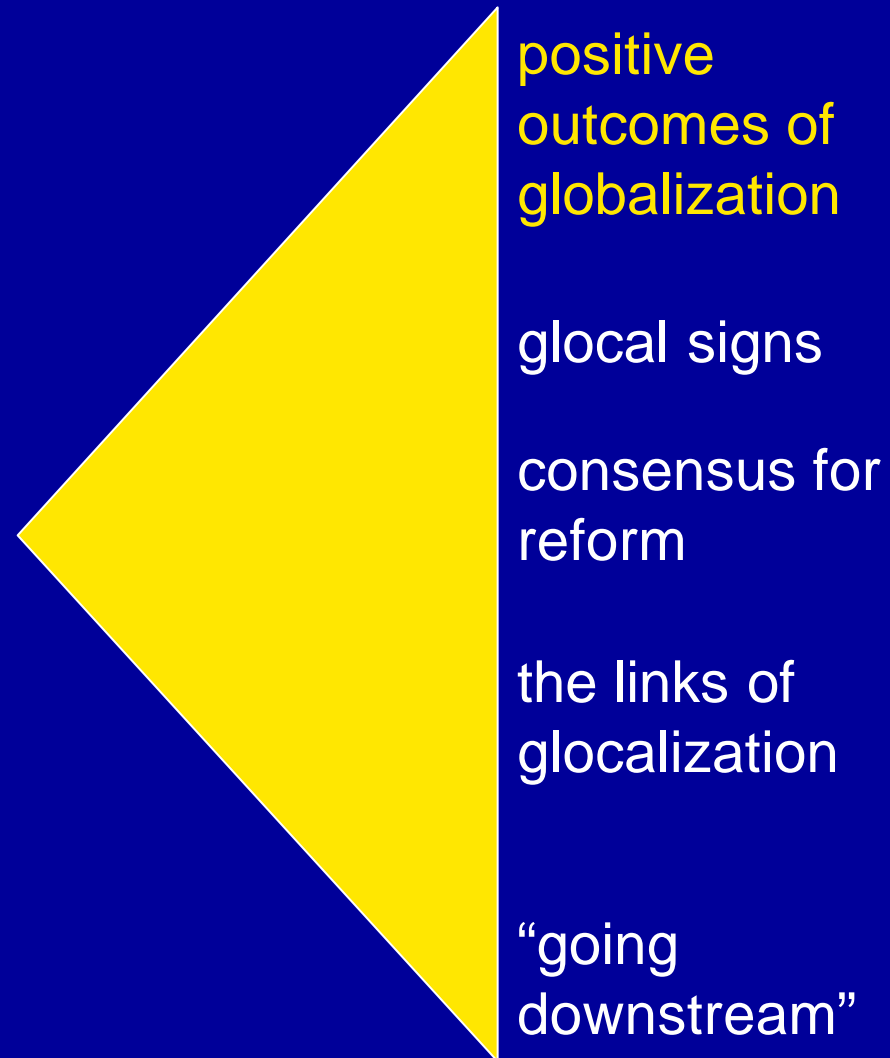 positive
outcomes of
globalization
glocal signs
consensus for
reform
the links of
glocalization
“going
downstream”